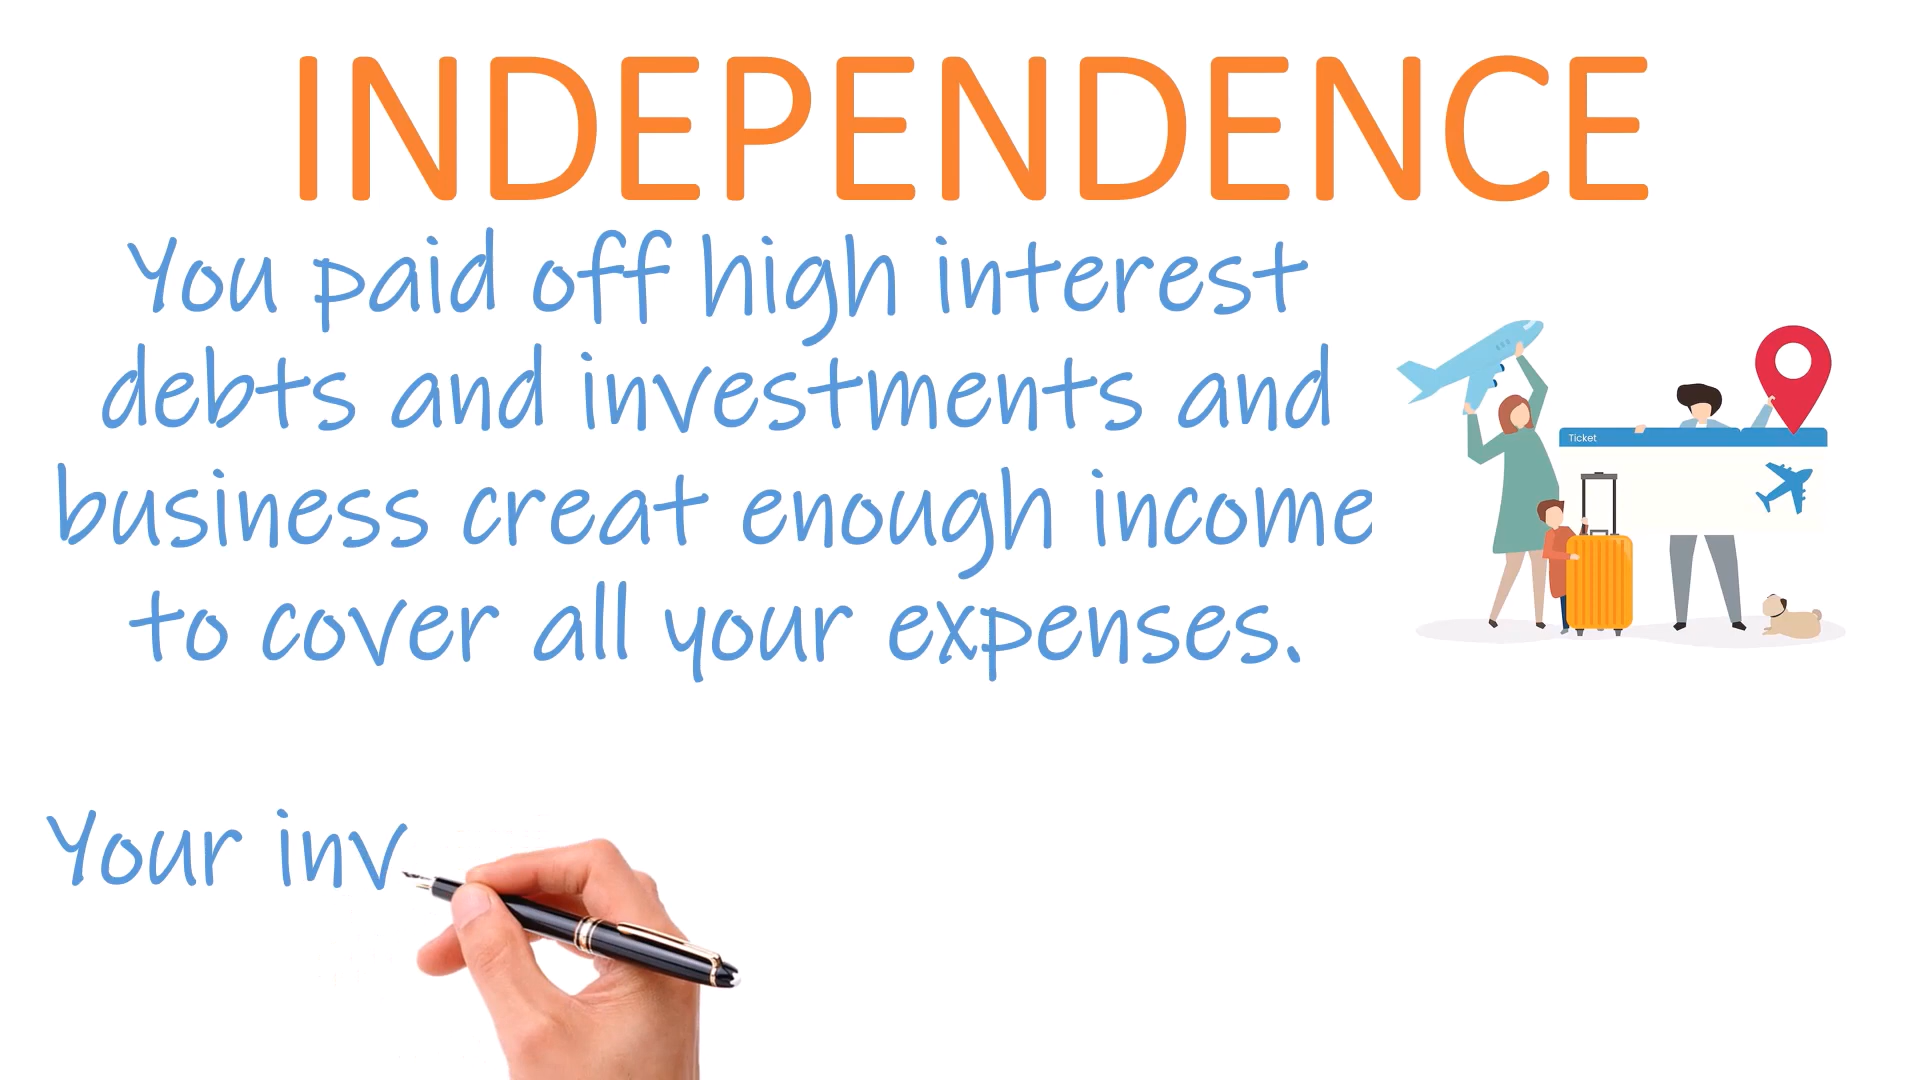 INDEPENDENCE
You paid off high interest
debts and investments and
business creat enough income
to cover all your expenses.
Ticket
Your inv